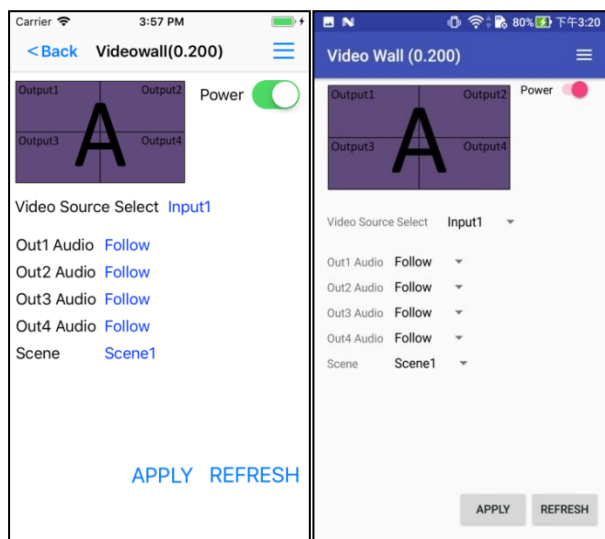 Carrier 3:57 PM
<Back Videowall(0.200)
Output1 Output2 Power
A
Output3 Output4
Video Source Select Input1
Out1 Audio Follow
Out2 Audio Follow
Out3 Audio Follow
Out4 Audio Follow
Scene Scene1
APPLY REFRESH
80% 下午3:20
Video Wall (0.200)
Output1 Output2 Power
A
Output3 Output4
Video Source Select Input1
Out1 Audio Follow
Out2 Audio Follow
Out3 Audio Follow
Out4 Audio Follow
Scene Scene1
APPLY REFRESH